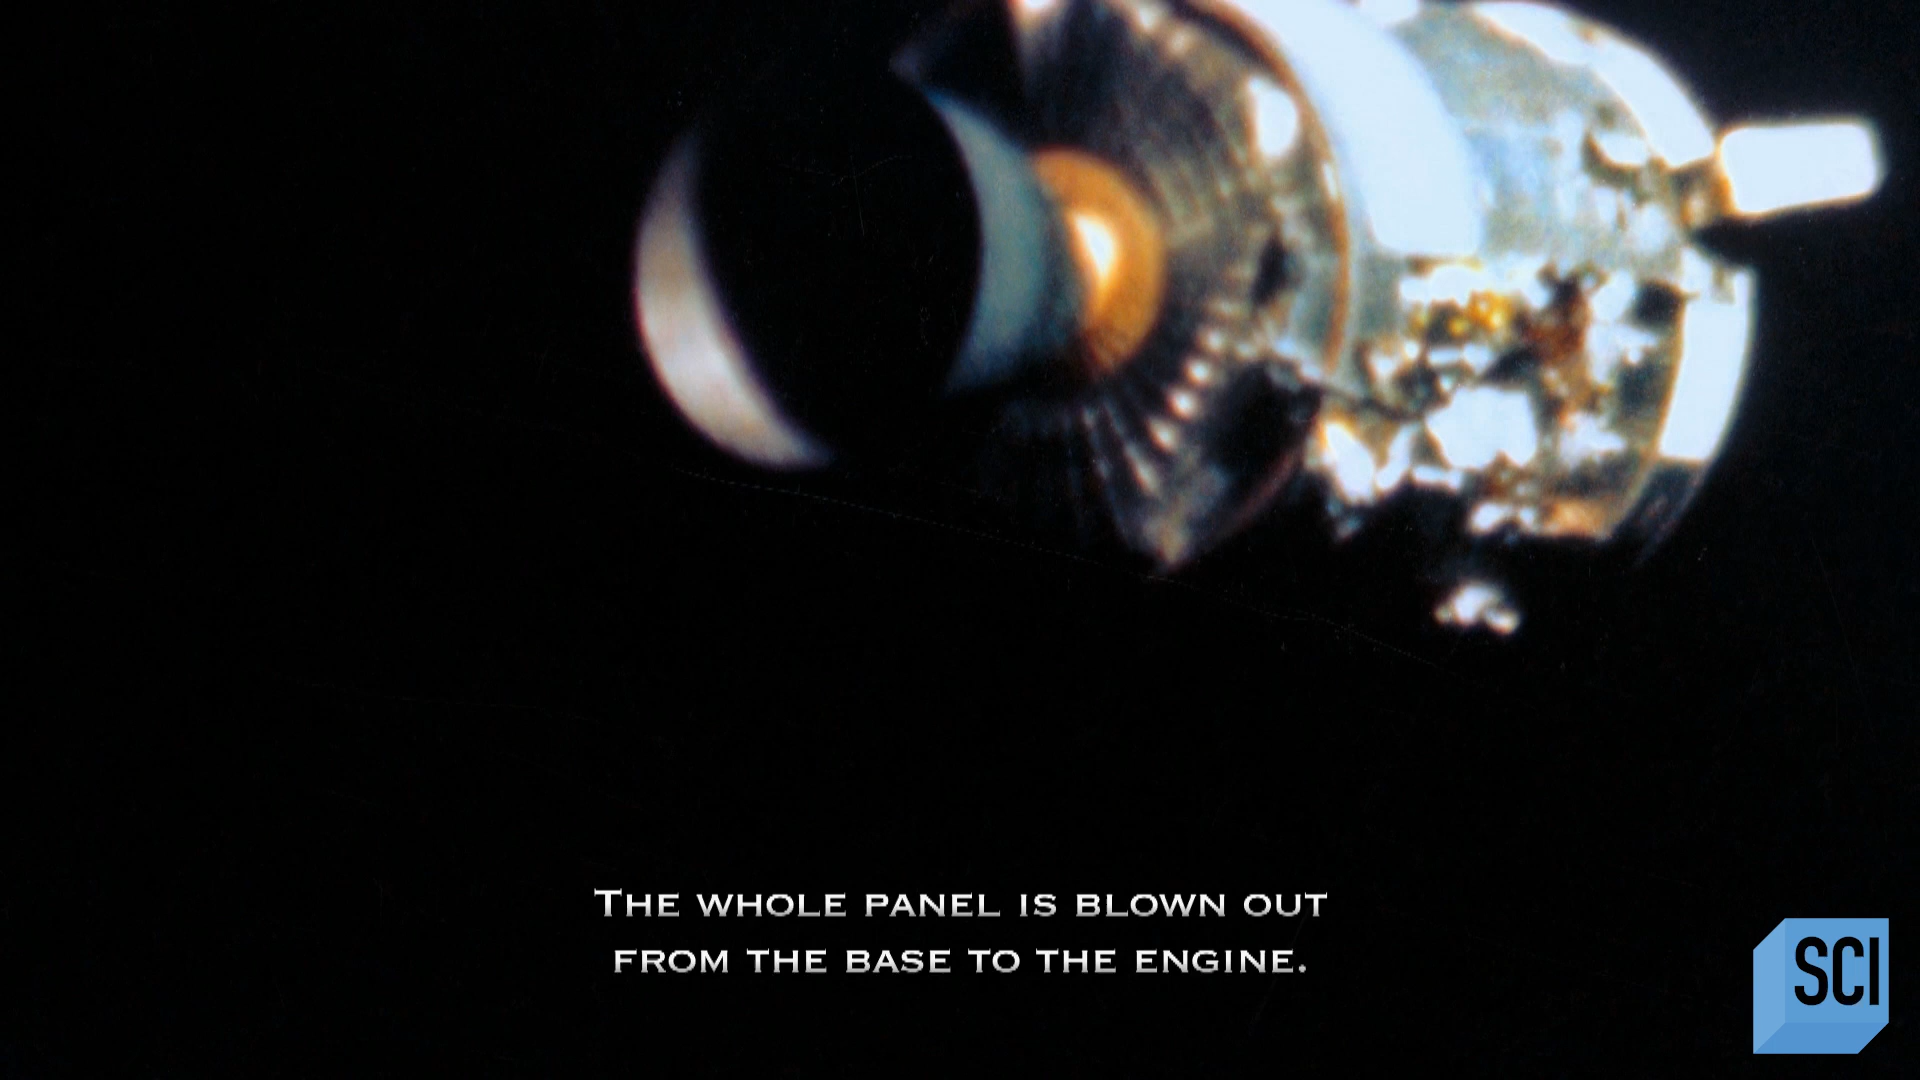 The whole panel is blown out
from the base to the engine.
SCI